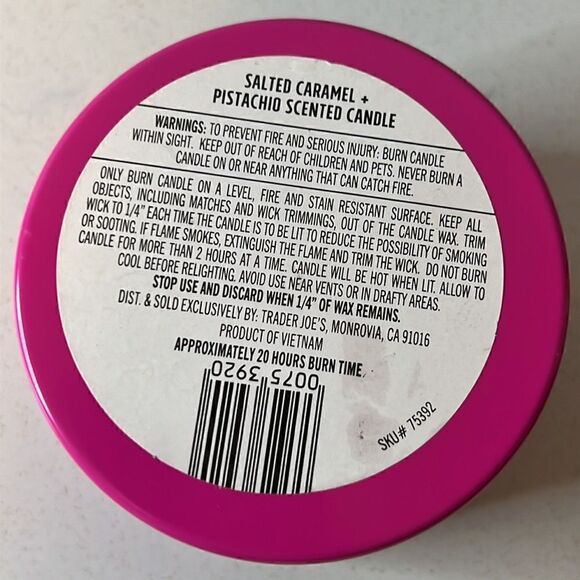 SALTED CARAMEL +
PISTACHIO SCENTED CANDLE
WARNINGS: TO PREVENT FIRE AND SERIOUS INJURY: BURN CANDLE
WITHIN SIGHT. KEEP OUT OF REACH OF CHILDREN AND PETS. NEVER BURN A
CANDLE ON OR NEAR ANYTHING THAT CAN CATCH FIRE.
ONLY BURN CANDLE ON A LEVEL, FIRE AND STAIN RESISTANT SURFACE. KEEP ALL
OBJECTS, INCLUDING MATCHES AND WICK TRIMMINGS, OUT OF THE CANDLE WAX. TRIM
WICK TO 1/4" EACH TIME THE CANDLE IS TO BE LIT TO REDUCE THE POSSIBILITY OF SMOKING
OR SOOTING. IF FLAME SMOKES, EXTINGUISH THE FLAME AND TRIM THE WICK. DO NOT BURN
CANDLE FOR MORE THAN 2 HOURS AT A TIME. CANDLE WILL BE HOT WHEN LIT. ALLOW TO
COOL BEFORE RELIGHTING. AVOID USE NEAR VENTS OR IN DRAFTY AREAS.
STOP USE AND DISCARD WHEN 1/4" OF WAX REMAINS.
DIST. & SOLD EXCLUSIVELY BY: TRADER JOE'S, MONROVIA, CA 91016
PRODUCT OF VIETNAM
APPROXIMATELY 20 HOURS BURN TIME
0075 3920
SKU# 75392